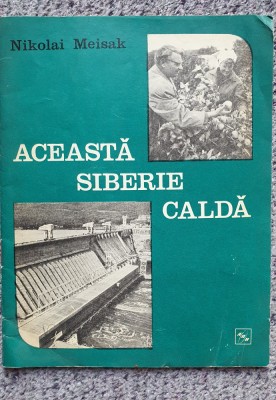 Nikolai Meisak
ACEASTĂ
SIBERIE
CALDĂ